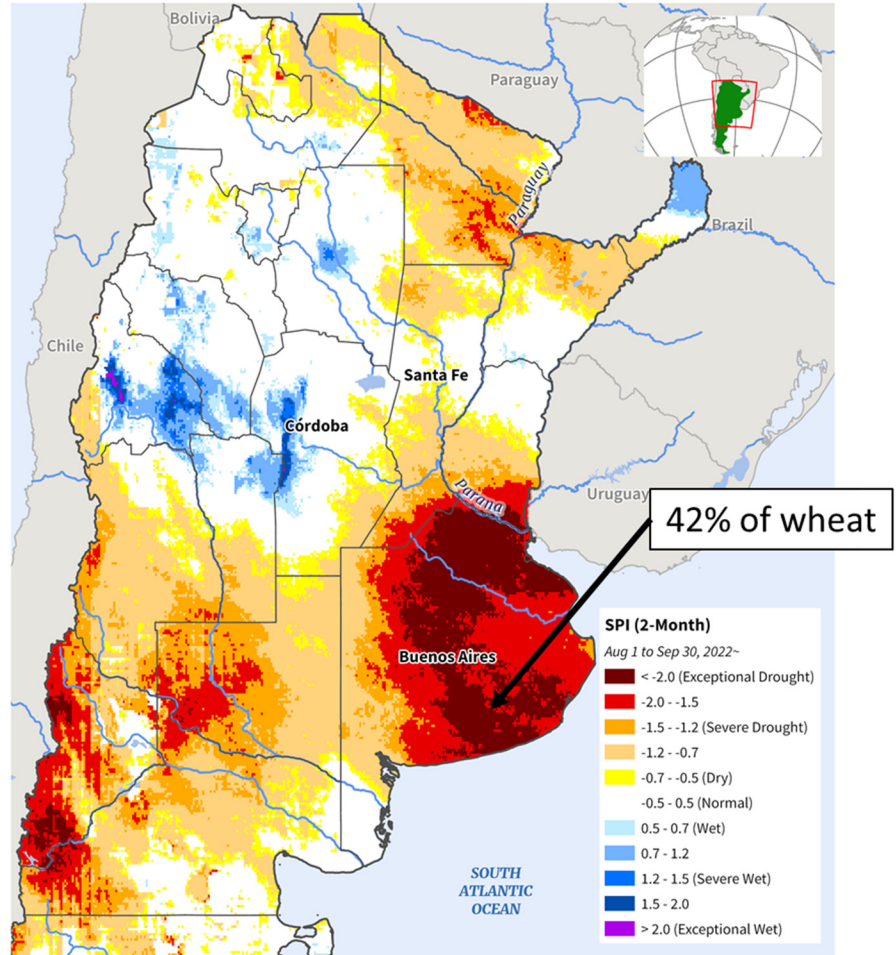 Bolivia
Paraguay
Paraguay
Brazil
Chile
Santa Fe
Córdoba
Parana
Uruguay
42% of wheat
Buenos Aires
SPI (2-Month)
Aug 1 to Sep 30, 2022~
< -2.0 (Exceptional Drought)
-2.0 - -1.5
-1.5 - -1.2 (Severe Drought)
-1.2 - -0.7
-0.7 - -0.5 (Dry)
-0.5 - 0.5 (Normal)
0.5 - 0.7 (Wet)
0.7 - 1.2
1.2 - 1.5 (Severe Wet)
1.5 - 2.0
> 2.0 (Exceptional Wet)
SOUTH
ATLANTIC
OCEAN